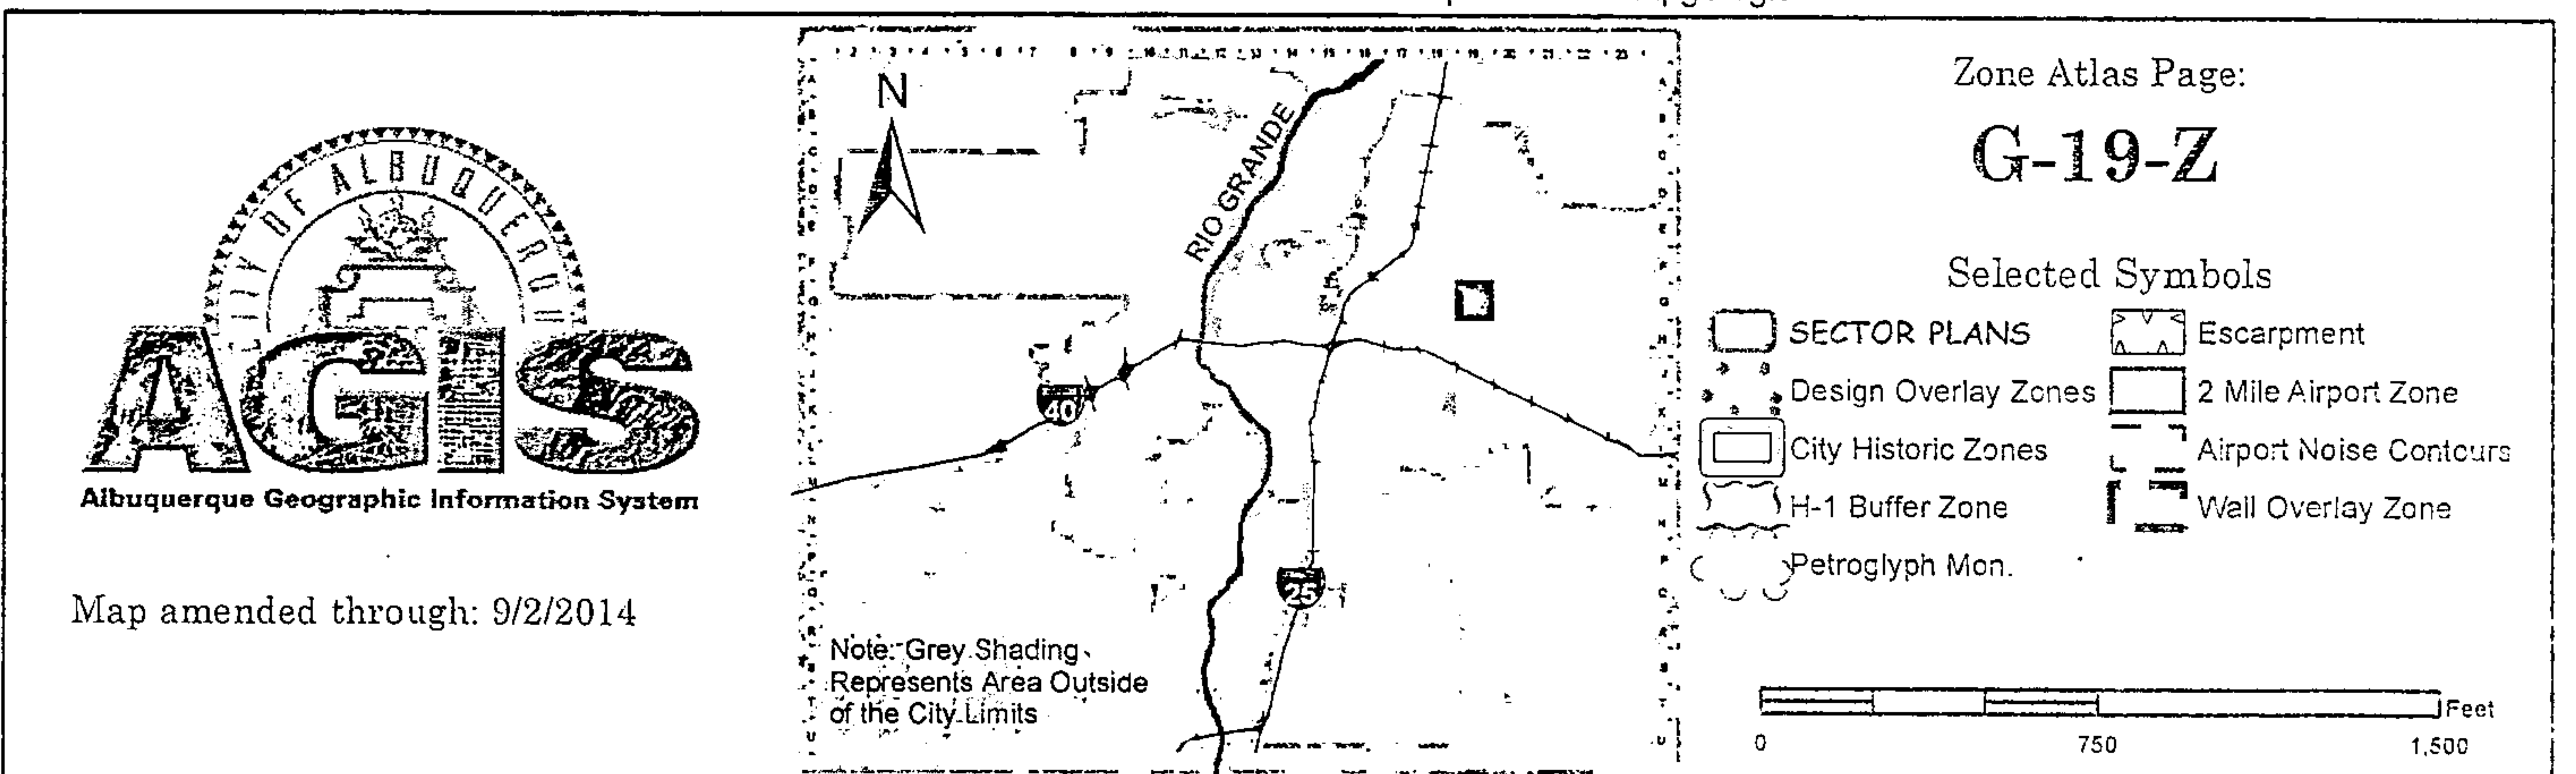 CITY OF ALBUQUERQUE
AGIS
Albuquerque Geographic Information System
Map amended through: 9/2/2014
N
RIO GRANDE
40
25
Note: Grey Shading
Represents Area Outside
of the City Limits
Zone Atlas Page:
G-19-Z
Selected Symbols
SECTOR PLANS
Escarpment
Design Overlay Zones
2 Mile Airport Zone
City Historic Zones
Airport Noise Contours
H-1 Buffer Zone
Wall Overlay Zone
Petroglyph Mon.
Feet
0 750 1,500